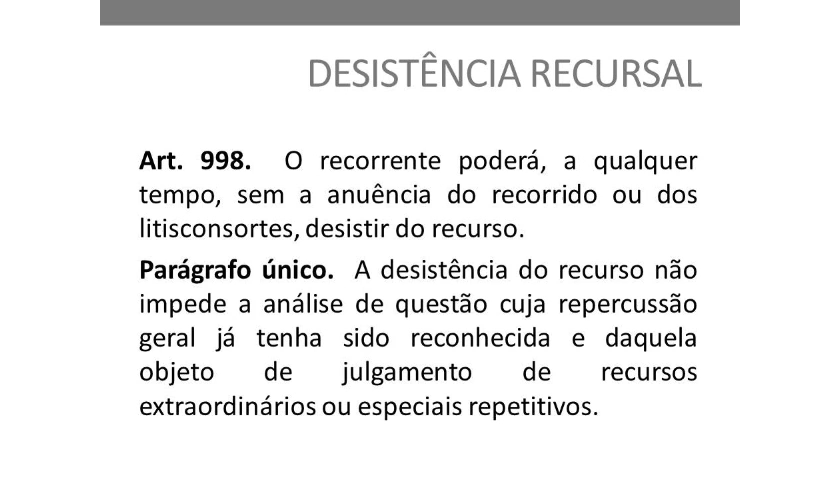 DESISTÊNCIA RECURSAL
Art. 998. O recorrente poderá, a qualquer
tempo, sem a anuência do recorrido ou dos
litisconsortes, desistir do recurso.
Parágrafo único. A desistência do recurso não
impede a análise de questão cuja repercussão
geral já tenha sido reconhecida e daquela
objeto de julgamento de recursos
extraordinários ou especiais repetitivos.